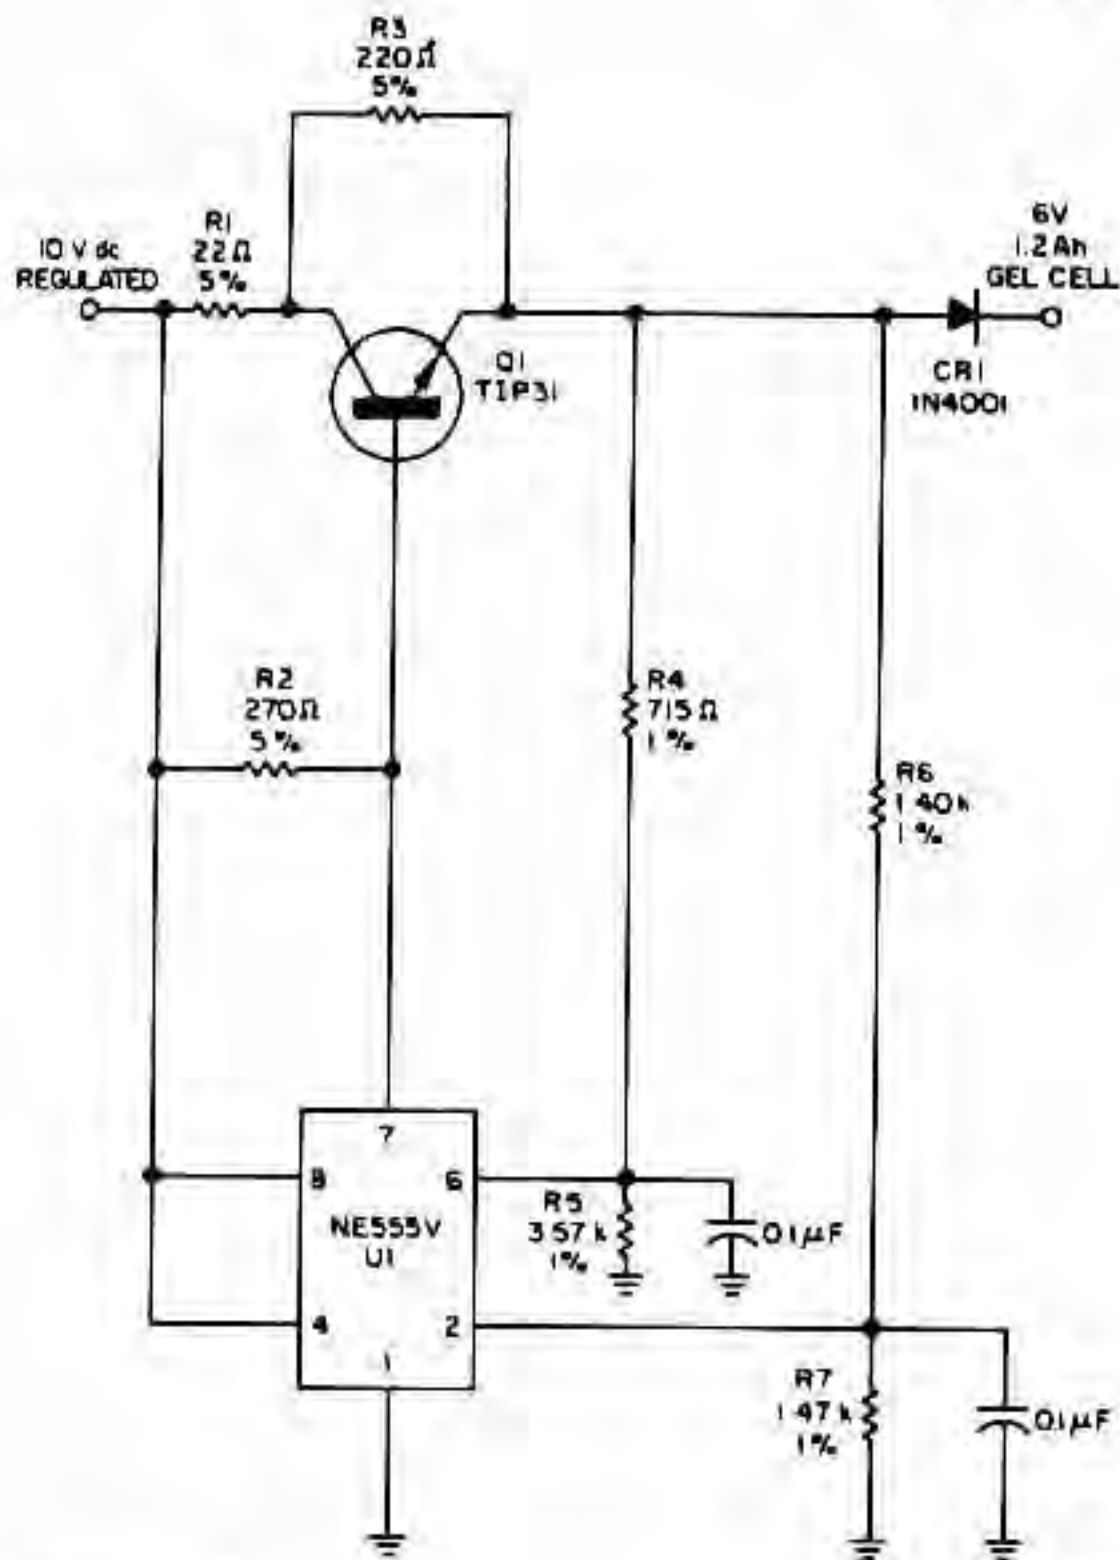 R3
220Ω
5%
R1
22Ω
5%
10 V dc
REGULATED
6V
1.2Ah
GEL CELL
Q1
TIP31
CR1
1N4001
R2
270Ω
5%
R4
715Ω
1%
R6
1.40k
1%
7
8
6
NE555V
U1
4
2
1
R5
3.57k
1%
0.1µF
R7
1.47k
1%
0.1µF